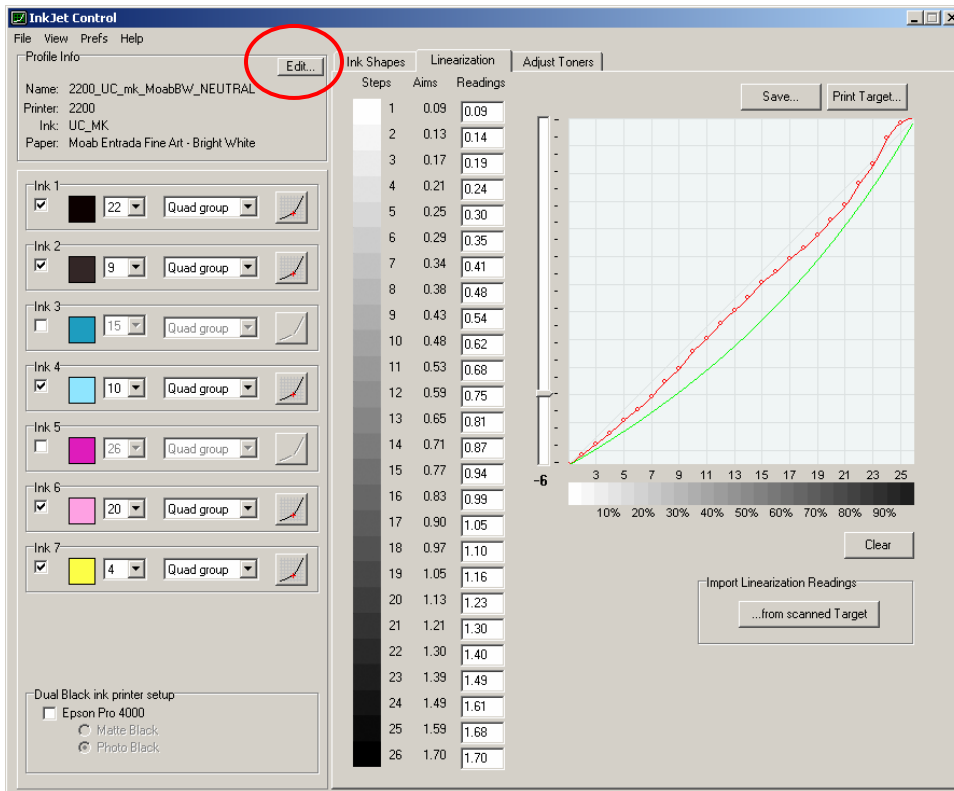 InkJet Control
File View Prefs Help
Profile Info
Edit...
Name: 2200_UC_mk_MoabBW_NEUTRAL
Printer: 2200
Ink: UC_MK
Paper: Moab Entrada Fine Art - Bright White
Ink 1
22 Quad group
Ink 2
9 Quad group
Ink 3
15 Quad group
Ink 4
10 Quad group
Ink 5
26 Quad group
Ink 6
20 Quad group
Ink 7
4 Quad group
Dual Black ink printer setup
Epson Pro 4000
Matte Black
Photo Black
Ink Shapes Linearization Adjust Toners
Steps Aims Readings
1 0.09 0.09
2 0.13 0.14
3 0.17 0.19
4 0.21 0.24
5 0.25 0.30
6 0.29 0.35
7 0.34 0.41
8 0.38 0.48
9 0.43 0.54
10 0.48 0.62
11 0.53 0.68
12 0.59 0.75
13 0.65 0.81
14 0.71 0.87
15 0.77 0.94
16 0.83 0.99
17 0.90 1.05
18 0.97 1.10
19 1.05 1.16
20 1.13 1.23
21 1.21 1.30
22 1.30 1.40
23 1.39 1.49
24 1.49 1.61
25 1.59 1.68
26 1.70 1.70
Save... Print Target...
-6
3 5 7 9 11 13 15 17 19 21 23 25
10% 20% 30% 40% 50% 60% 70% 80% 90%
Clear
Import Linearization Readings
...from scanned Target